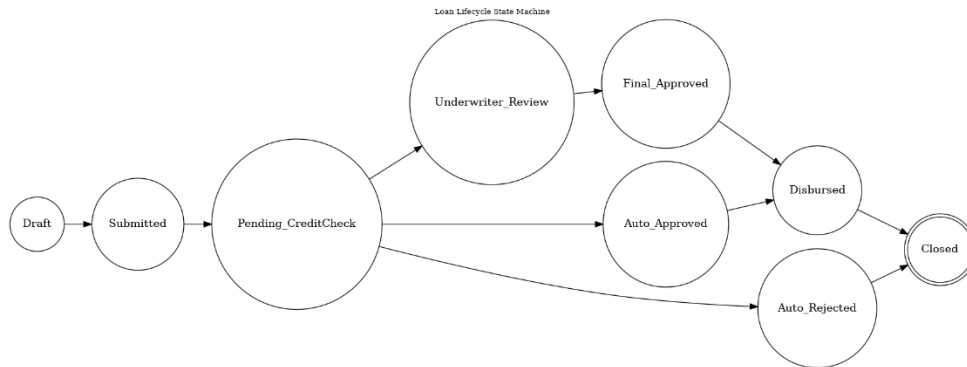 Loan Lifecycle State Machine
Underwriter_Review
Final_Approved
Draft
Submitted
Pending_CreditCheck
Auto_Approved
Disbursed
Auto_Rejected
Closed